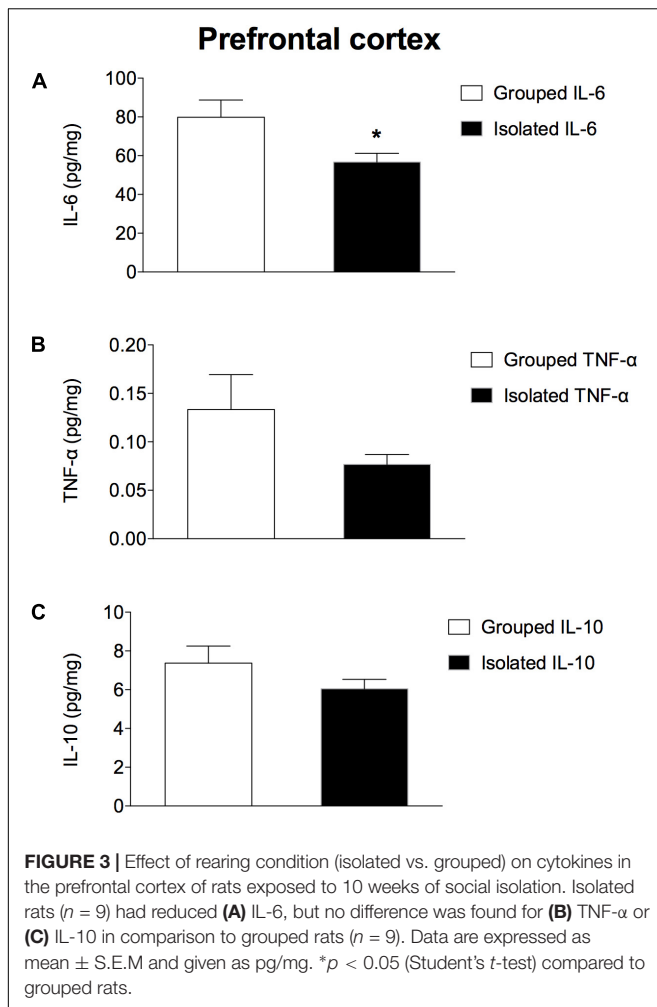 Prefrontal cortex
A
100
80
60
40
20
0
IL-6 (pg/mg)
*
Grouped IL-6
Isolated IL-6
B
0.20
0.15
0.10
0.05
0.00
TNF-α (pg/mg)
Grouped TNF-α
Isolated TNF-α
C
10
8
6
4
2
0
IL-10 (pg/mg)
Grouped IL-10
Isolated IL-10
FIGURE 3 | Effect of rearing condition (isolated vs. grouped) on cytokines in
the prefrontal cortex of rats exposed to 10 weeks of social isolation. Isolated
rats (n = 9) had reduced (A) IL-6, but no difference was found for (B) TNF-α or
(C) IL-10 in comparison to grouped rats (n = 9). Data are expressed as
mean ± S.E.M and given as pg/mg. *p < 0.05 (Student's t-test) compared to
grouped rats.